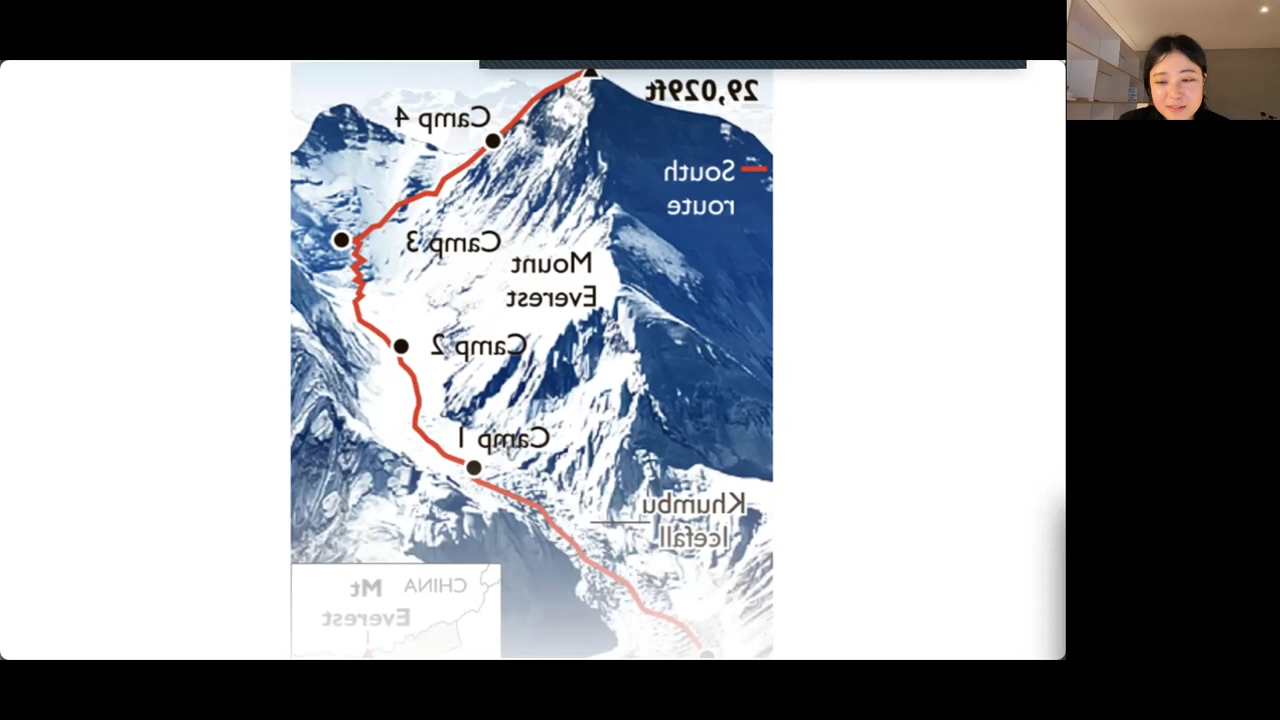 29,029ft
Camp 4
South
route
Camp 3
Mount
Everest
Camp 2
Camp 1
Khumbu
Icefall
CHINA
Mt
Everest